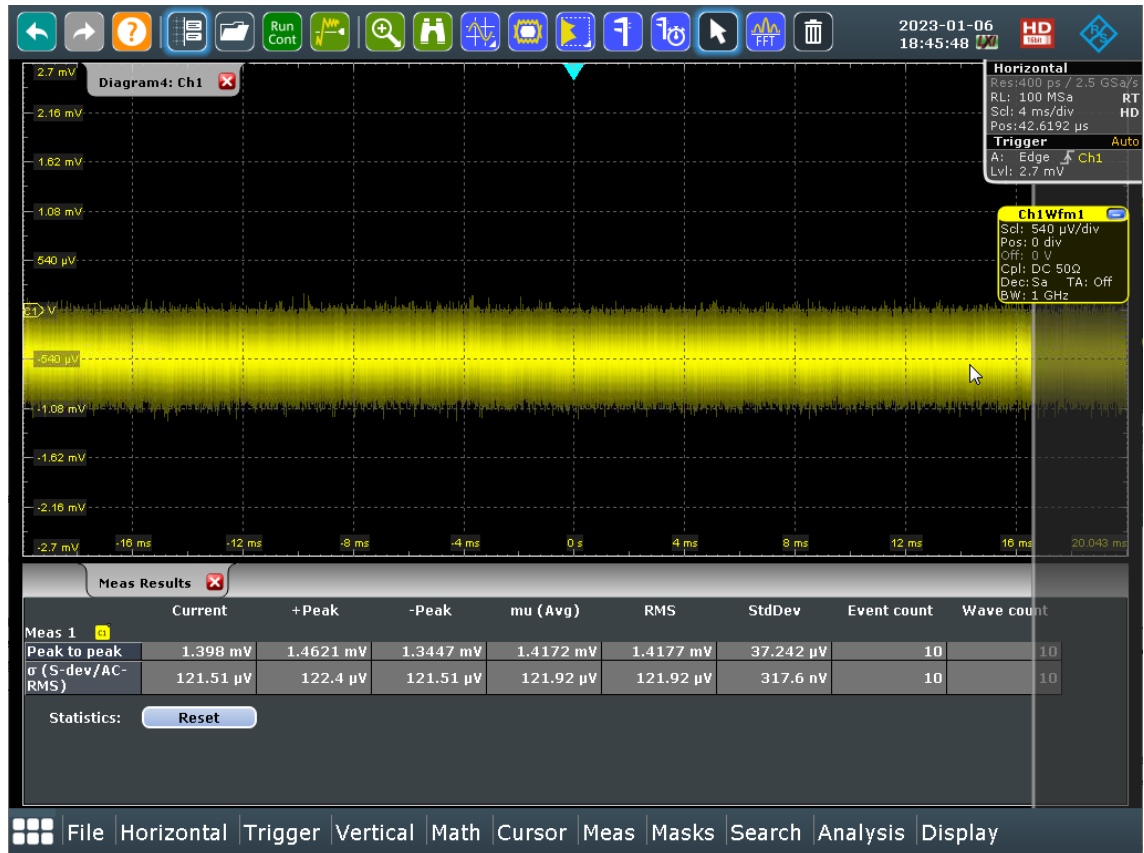 Run
Cont
FFT
2023-01-06
18:45:48
HD
16bit
R&S
Diagram4: Ch1
2.7 mV
2.16 mV
1.62 mV
1.08 mV
540 µV
C1 V
-540 µV
-1.08 mV
-1.62 mV
-2.16 mV
-2.7 mV
-16 ms -12 ms -8 ms -4 ms 0 s 4 ms 8 ms 12 ms 16 ms 20.043 ms
Horizontal
Res:400 ps / 2.5 GSa/s
RL: 100 MSa RT
Scl: 4 ms/div HD
Pos:42.6192 µs
Trigger Auto
A: Edge Ch1
Lvl: 2.7 mV
Ch1Wfm1
Scl: 540 µV/div
Pos: 0 div
Off: 0 V
Cpl: DC 50Ω
Dec:Sa TA: Off
BW: 1 GHz
Meas Results
Current +Peak -Peak mu (Avg) RMS StdDev Event count Wave count
Meas 1 C1
Peak to peak 1.398 mV 1.4621 mV 1.3447 mV 1.4172 mV 1.4177 mV 37.242 µV 10 10
σ (S-dev/AC-
RMS) 121.51 µV 122.4 µV 121.51 µV 121.92 µV 121.92 µV 317.6 nV 10 10
Statistics: Reset
File Horizontal Trigger Vertical Math Cursor Meas Masks Search Analysis Display